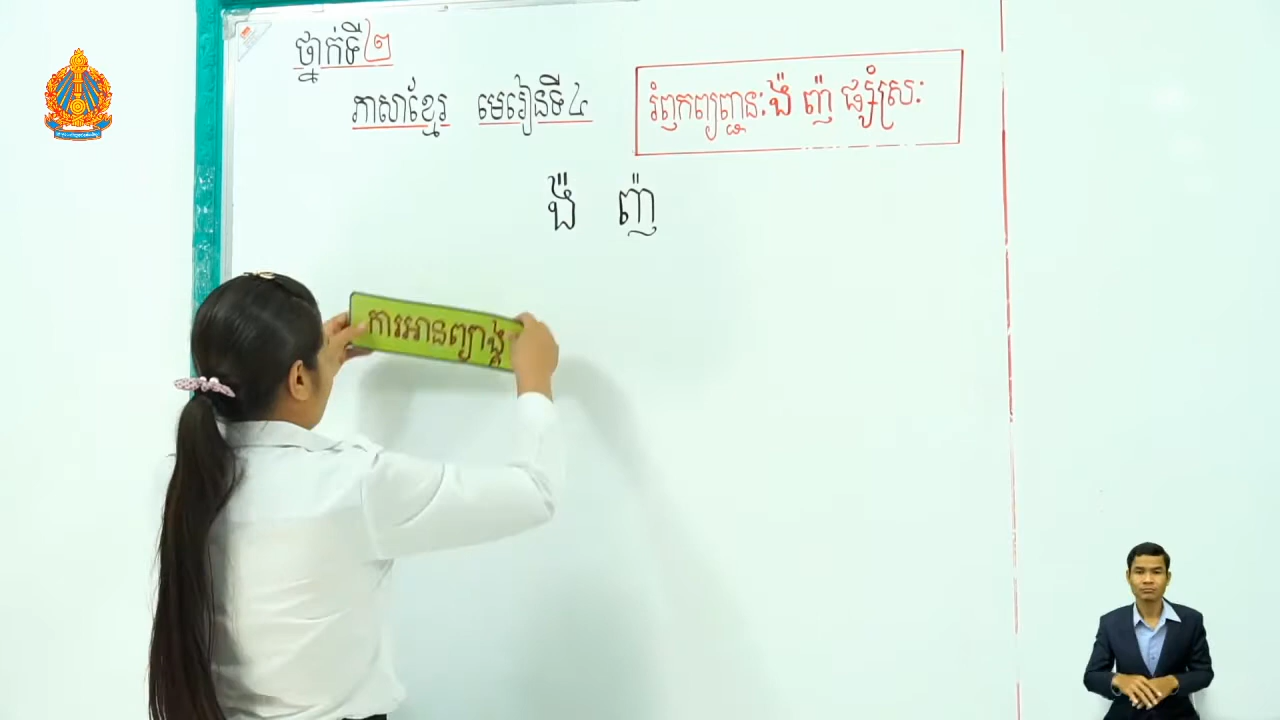 ថ្នាក់ទី២
ភាសាខ្មែរ មេរៀនទី៤
រំឭកព្យញ្ជនៈ ង៉ ញ៉ ផ្សំស្រៈ
ង៉ ញ៉
ការអានព្យាង្គ